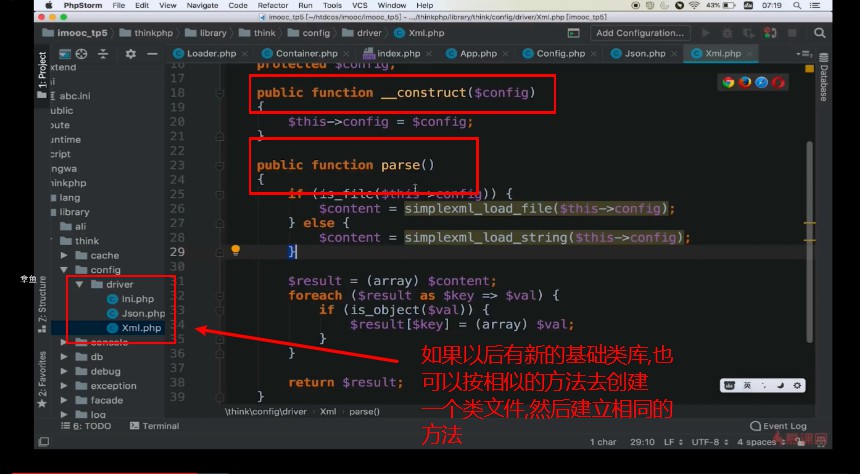 PhpStorm File Edit View Navigate Code Refactor Run Tools VCS Window Help 43% 07:19
imooc_tp5 [~/htdcos/imooc/imooc_tp5] - .../thinkphp/library/think/config/driver/Xml.php [imooc_tp5]
imooc_tp5 thinkphp library think config driver Xml.php Add Configuration...
1: Project
Loader.php Container.php index.php App.php Config.php Json.php Xml.php
Database
xtend
abc.ini
ublic
oute
untime
cript
ngwa
hinkphp
lang
library
ali
think
cache
config
driver
Ini.php
Json.php
Xml.php
console
db
debug
exception
facade
log
Z: Structure
2: Favorites
16 protected $config;
17
18 public function __construct($config)
19 {
20 $this->config = $config;
21 }
22
23 public function parse()
24 {
25 if (is_file($this->config)) {
26 $content = simplexml_load_file($this->config);
27 } else {
28 $content = simplexml_load_string($this->config);
29 }
30
31 $result = (array) $content;
32 foreach ($result as $key => $val) {
33 if (is_object($val)) {
34 $result[$key] = (array) $val;
35 }
36 }
37
38 return $result;
39 }
如果以后有新的基础类库,也
可以按相似的方法去创建
一个类文件,然后建立相同的
方法
英
\think\config\driver Xml parse()
6: TODO Terminal Event Log
1 char 29:10 LF UTF-8 4 spaces